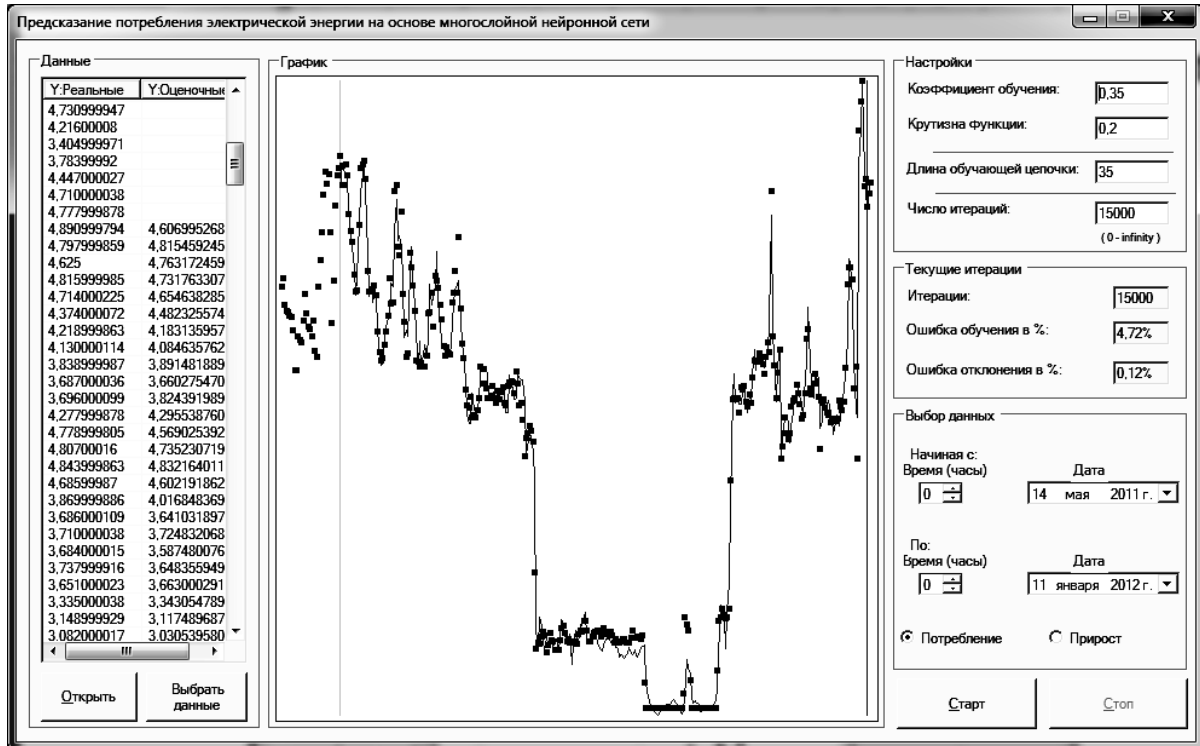 Предсказание потребления электрической энергии на основе многослойной нейронной сети
Данные
Y:Реальные Y:Оценочные
4,730999947
4,21600008
3,404999971
3,78399992
4,447000027
4,710000038
4,777999878
4,890999794 4,606995268
4,797999859 4,815459245
4,625 4,763172459
4,815999985 4,731763307
4,714000225 4,654638285
4,374000072 4,482325574
4,218999863 4,183135957
4,130000114 4,084635762
3,838999987 3,891481889
3,687000036 3,660275470
3,696000099 3,824391989
4,277999878 4,295538760
4,778999805 4,569025392
4,80700016 4,735230719
4,843999863 4,832164011
4,68599987 4,602191862
3,869999886 4,016848369
3,686000109 3,641031897
3,710000038 3,724832068
3,684000015 3,587480076
3,737999916 3,648355949
3,651000023 3,663000291
3,335000038 3,343054789
3,148999929 3,117489687
3,082000017 3,030539580
Открыть
Выбрать
данные
График
Настройки
Коэффициент обучения: 0,35
Крутизна функции: 0,2
Длина обучающей цепочки: 35
Число итераций: 15000
( 0 - infinity )
Текущие итерации
Итерации: 15000
Ошибка обучения в %: 4,72%
Ошибка отклонения в %: 0,12%
Выбор данных
Начиная с:
Время (часы) Дата
0 14 мая 2011 г.
По:
Время (часы) Дата
0 11 января 2012 г.
Потребление Прирост
Старт Стоп